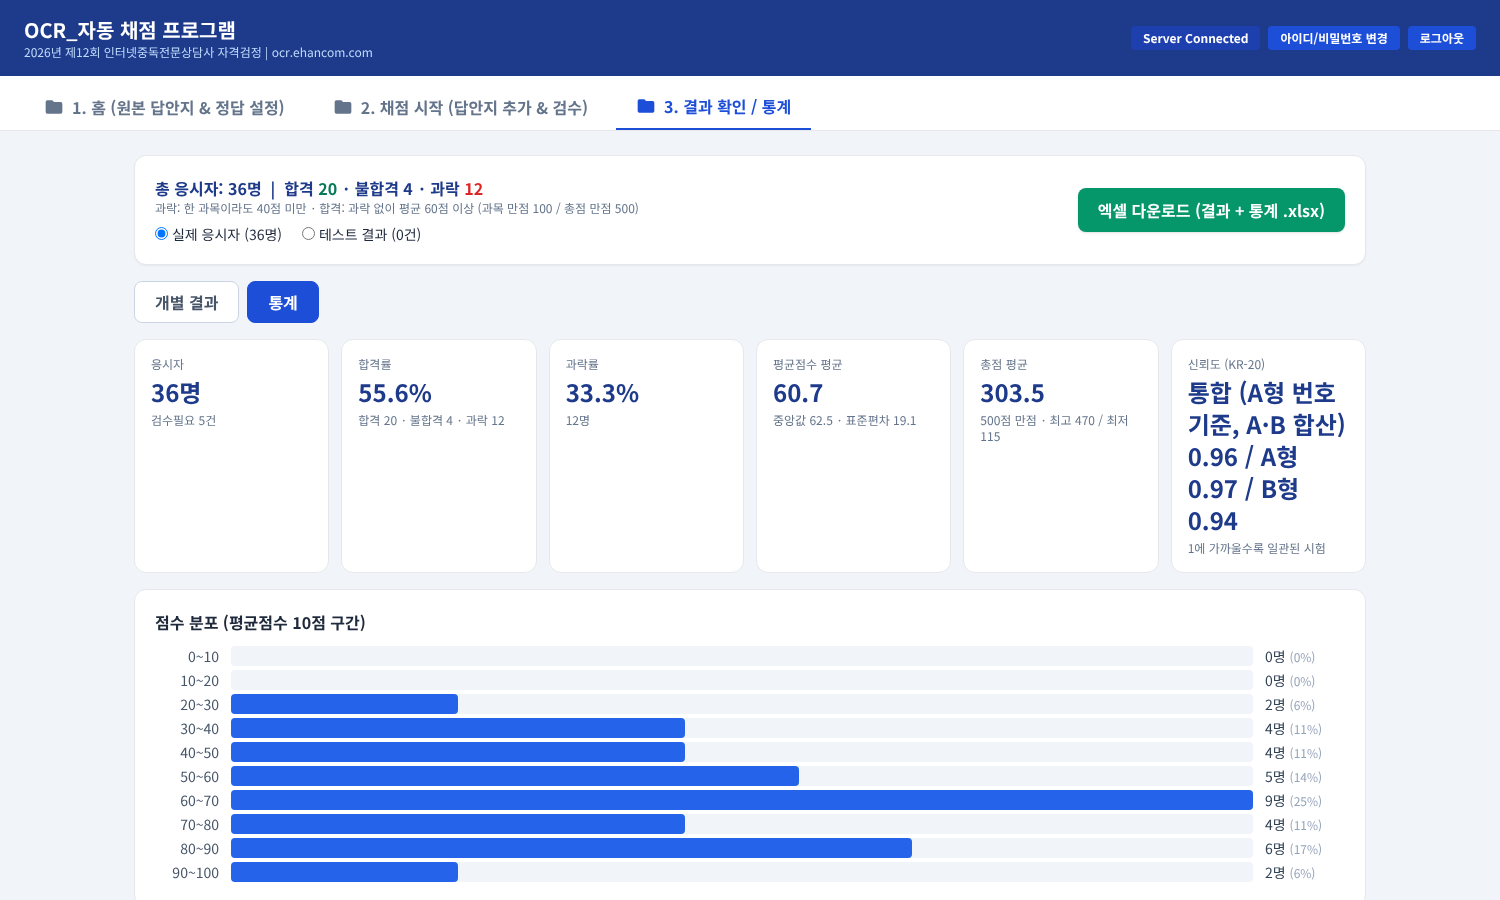 OCR_자동 채점 프로그램
2026년 제12회 인터넷중독전문상담사 자격검정 | ocr.ehancom.com
Server Connected
아이디/비밀번호 변경
로그아웃
1. 홈 (원본 답안지 & 정답 설정)
2. 채점 시작 (답안지 추가 & 검수)
3. 결과 확인 / 통계
총 응시자: 36명 | 합격 20 · 불합격 4 · 과락 12
과락: 한 과목이라도 40점 미만 · 합격: 과락 없이 평균 60점 이상 (과목 만점 100 / 총점 만점 500)
실제 응시자 (36명)
테스트 결과 (0건)
엑셀 다운로드 (결과 + 통계 .xlsx)
개별 결과
통계
응시자
36명
검수필요 5건
합격률
55.6%
합격 20 · 불합격 4 · 과락 12
과락률
33.3%
12명
평균점수 평균
60.7
중앙값 62.5 · 표준편차 19.1
총점 평균
303.5
500점 만점 · 최고 470 / 최저
115
신뢰도 (KR-20)
통합 (A형 번호
기준, A·B 합산)
0.96 / A형
0.97 / B형
0.94
1에 가까울수록 일관된 시험
점수 분포 (평균점수 10점 구간)
0~10 0명 (0%)
10~20 0명 (0%)
20~30 2명 (6%)
30~40 4명 (11%)
40~50 4명 (11%)
50~60 5명 (14%)
60~70 9명 (25%)
70~80 4명 (11%)
80~90 6명 (17%)
90~100 2명 (6%)